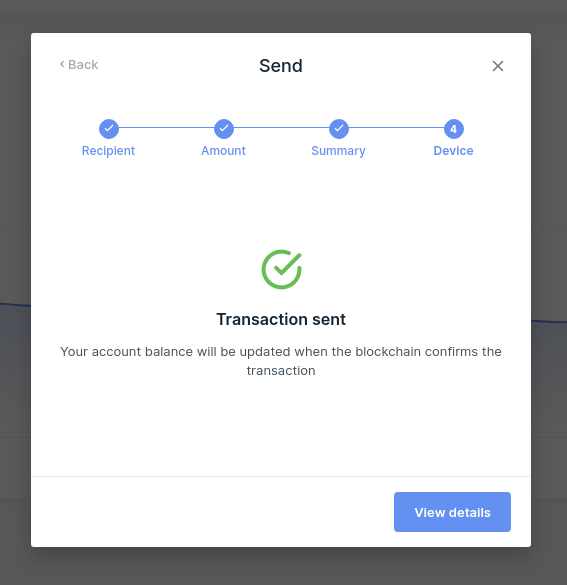 Back
Send
4
Recipient
Amount
Summary
Device
Transaction sent
Your account balance will be updated when the blockchain confirms the
transaction
View details